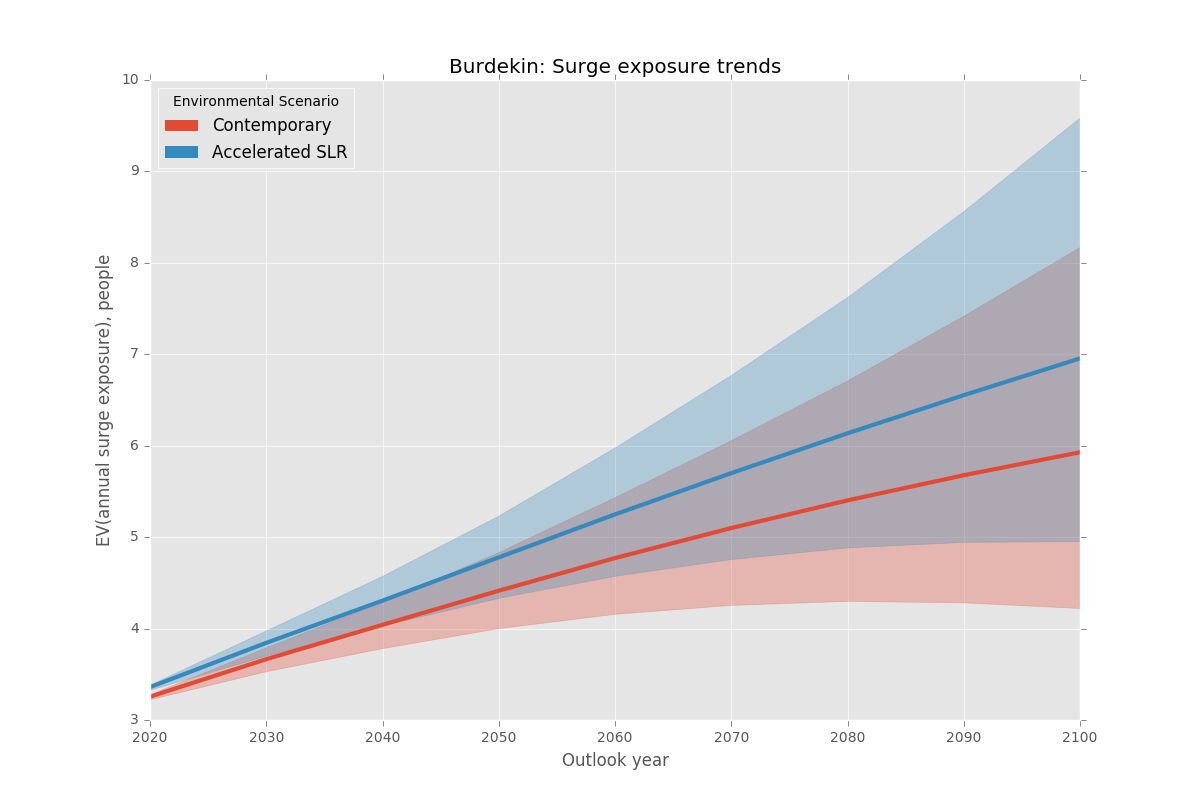 Burdekin: Surge exposure trends
Environmental Scenario
Contemporary
Accelerated SLR
EV(annual surge exposure), people
10
9
8
7
6
5
4
3
2020 2030 2040 2050 2060 2070 2080 2090 2100
Outlook year